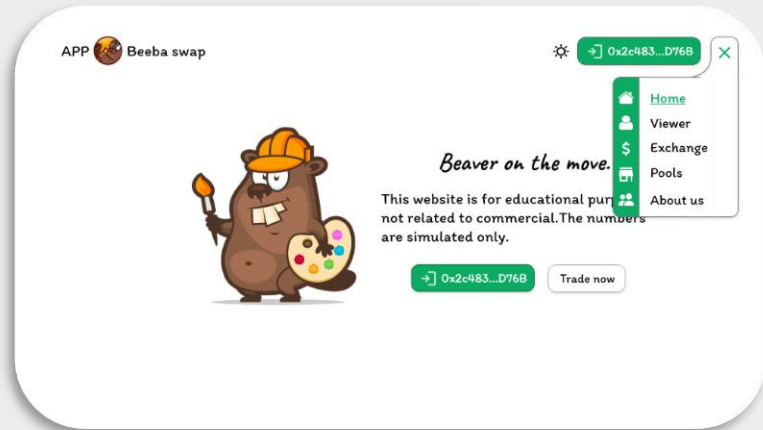 APP Beeba swap
0x2c483...D76B
Home
Viewer
$ Exchange
Pools
About us
Beaver on the move.
This website is for educational pur
not related to commercial.The numbers
are simulated only.
0x2c483...D76B
Trade now